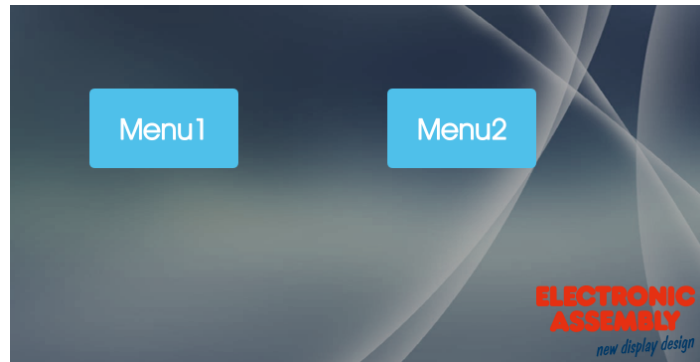 Menu1
Menu2
ELECTRONIC
ASSEMBLY
new display design